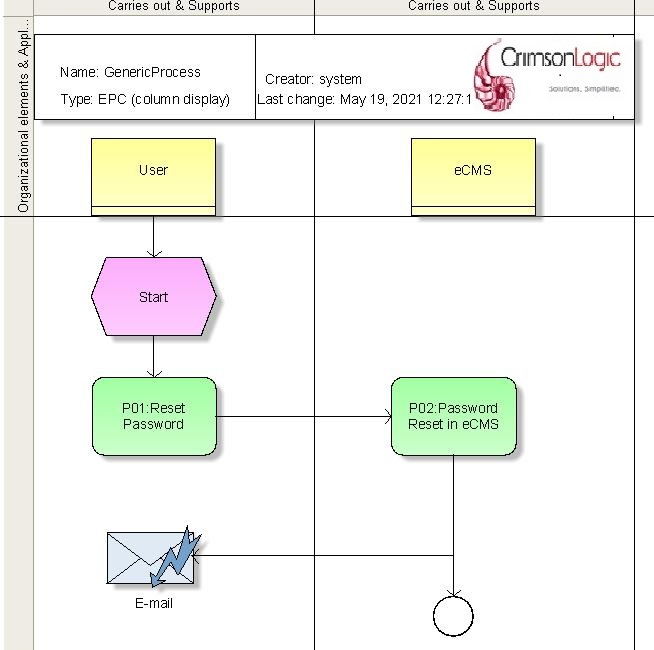 Carries out & Supports
Carries out & Supports
Organizational elements & Appl...
Name: GenericProcess
Type: EPC (column display)
Creator: system
Last change: May 19, 2021 12:27:1
CrimsonLogic
Solutions, Simplified.
User
eCMS
Start
P01:Reset
Password
P02:Password
Reset in eCMS
E-mail